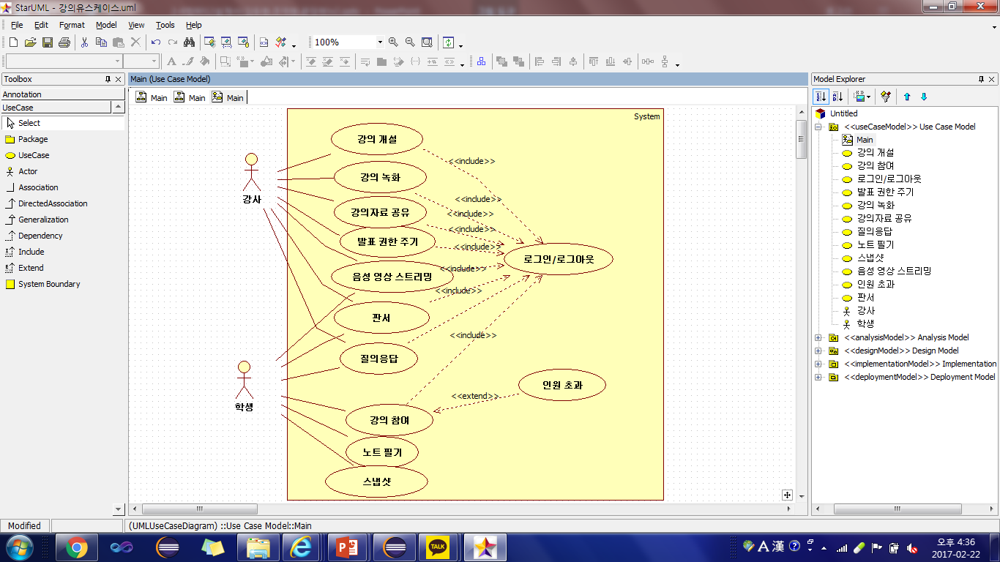 StarUML - 강의유스케이스.uml
File Edit Format Model View Tools Help
100%
Toolbox
Annotation
UseCase
Select
Package
UseCase
Actor
Association
DirectedAssociation
Generalization
Dependency
Include
Extend
System Boundary
Main (Use Case Model)
Main Main Main
System
강의 개설
<<include>>
강의 녹화
강사
<<include>>
강의자료 공유
<<include>>
<<include>>
발표 권한 주기
<<include>>
로그인/로그아웃
<<include>>
음성 영상 스트리밍
<<include>>
판서
<<include>>
질의응답
인원 초과
<<extend>>
학생
강의 참여
노트 필기
스냅샷
Model Explorer
Untitled
<<useCaseModel>> Use Case Model
Main
강의 개설
강의 참여
로그인/로그아웃
발표 권한 주기
강의 녹화
강의자료 공유
질의응답
노트 필기
스냅샷
음성 영상 스트리밍
인원 초과
판서
강사
학생
<<analysisModel>> Analysis Model
<<designModel>> Design Model
<<implementationModel>> Implementation
<<deploymentModel>> Deployment Model
Modified
(UMLUseCaseDiagram) ::Use Case Model::Main
TALK
A 漢
오후 4:36
2017-02-22